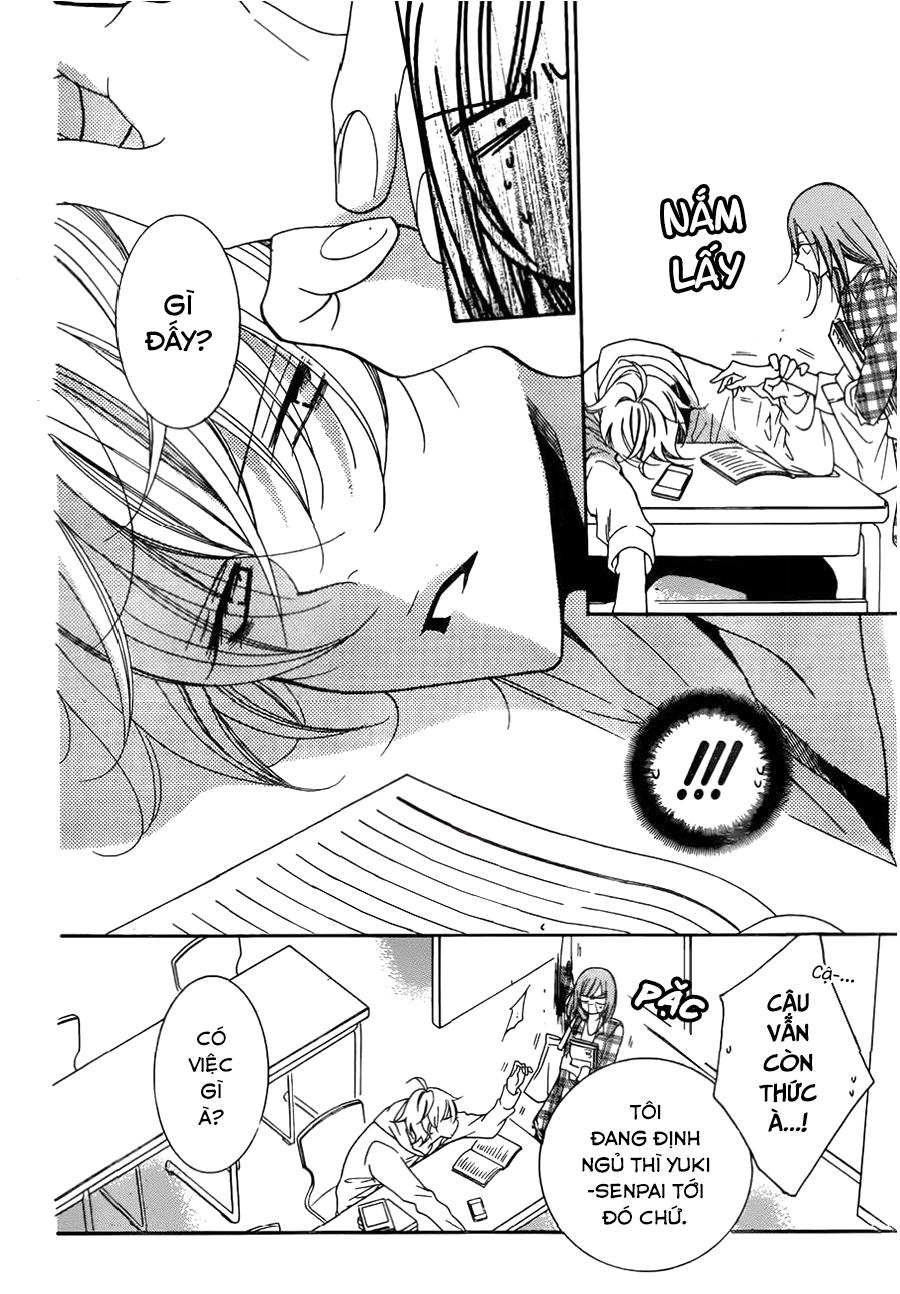 NẮM
LẤY
GÌ
ĐẤY?
!!!
Cậ-...
CẬU
VẪN
CÒN
THỨC
À...!
PẶC
TÔI
ĐANG ĐỊNH
NGỦ THÌ YUKI
-SENPAI TỚI
ĐÓ CHỨ.
CÓ
VIỆC
GÌ
À?